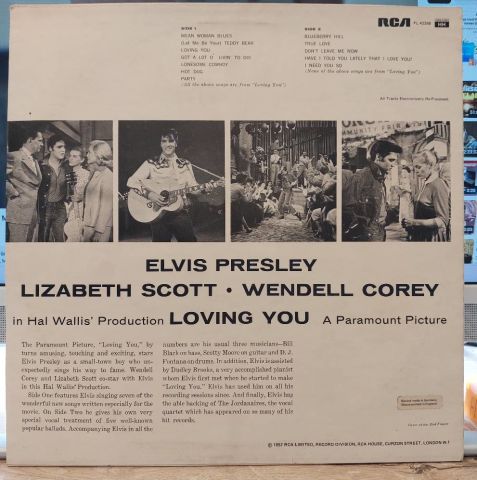 RCA
SIDE 1
MEAN WOMAN BLUES
(Let Me Be Your) TEDDY BEAR
LOVING YOU
GOT A LOT O' LIVIN' TO DO!
LONESOME COWBOY
HOT DOG
PARTY
(All the above songs are from "Loving You")
SIDE 2
BLUEBERRY HILL
TRUE LOVE
DON'T LEAVE ME NOW
HAVE I TOLD YOU LATELY THAT I LOVE YOU?
I NEED YOU SO
(None of the above songs are from "Loving You")
All Tracks Electronically Re-Processed
ELVIS PRESLEY
LIZABETH SCOTT • WENDELL COREY
in Hal Wallis' Production LOVING YOU A Paramount Picture
The Paramount Picture, "Loving You," by
turns amusing, touching and exciting, stars
Elvis Presley as a small-town boy who un-
expectedly sings his way to fame. Wendell
Corey and Lizabeth Scott co-star with Elvis
in this Hal Wallis' Production.
Side One features Elvis singing seven of the
wonderful new songs written especially for the
movie. On Side Two he gives his own very
special vocal treatment of five well-known
popular ballads. Accompanying Elvis in all the
numbers are his usual three musicians—Bill
Black on bass, Scotty Moore on guitar and D. J.
Fontana on drums. In addition, Elvis is assisted
by Dudley Brooks, a very accomplished pianist
whom Elvis first met when he started to make
"Loving You." Elvis has used him on all his
recording sessions since. And finally, Elvis has
the able backing of The Jordanaires, the vocal
quartet which has appeared on so many of his
hit records.
© 1957 RCA LIMITED, RECORD DIVISION, RCA HOUSE, CURZON STREET, LONDON W.1